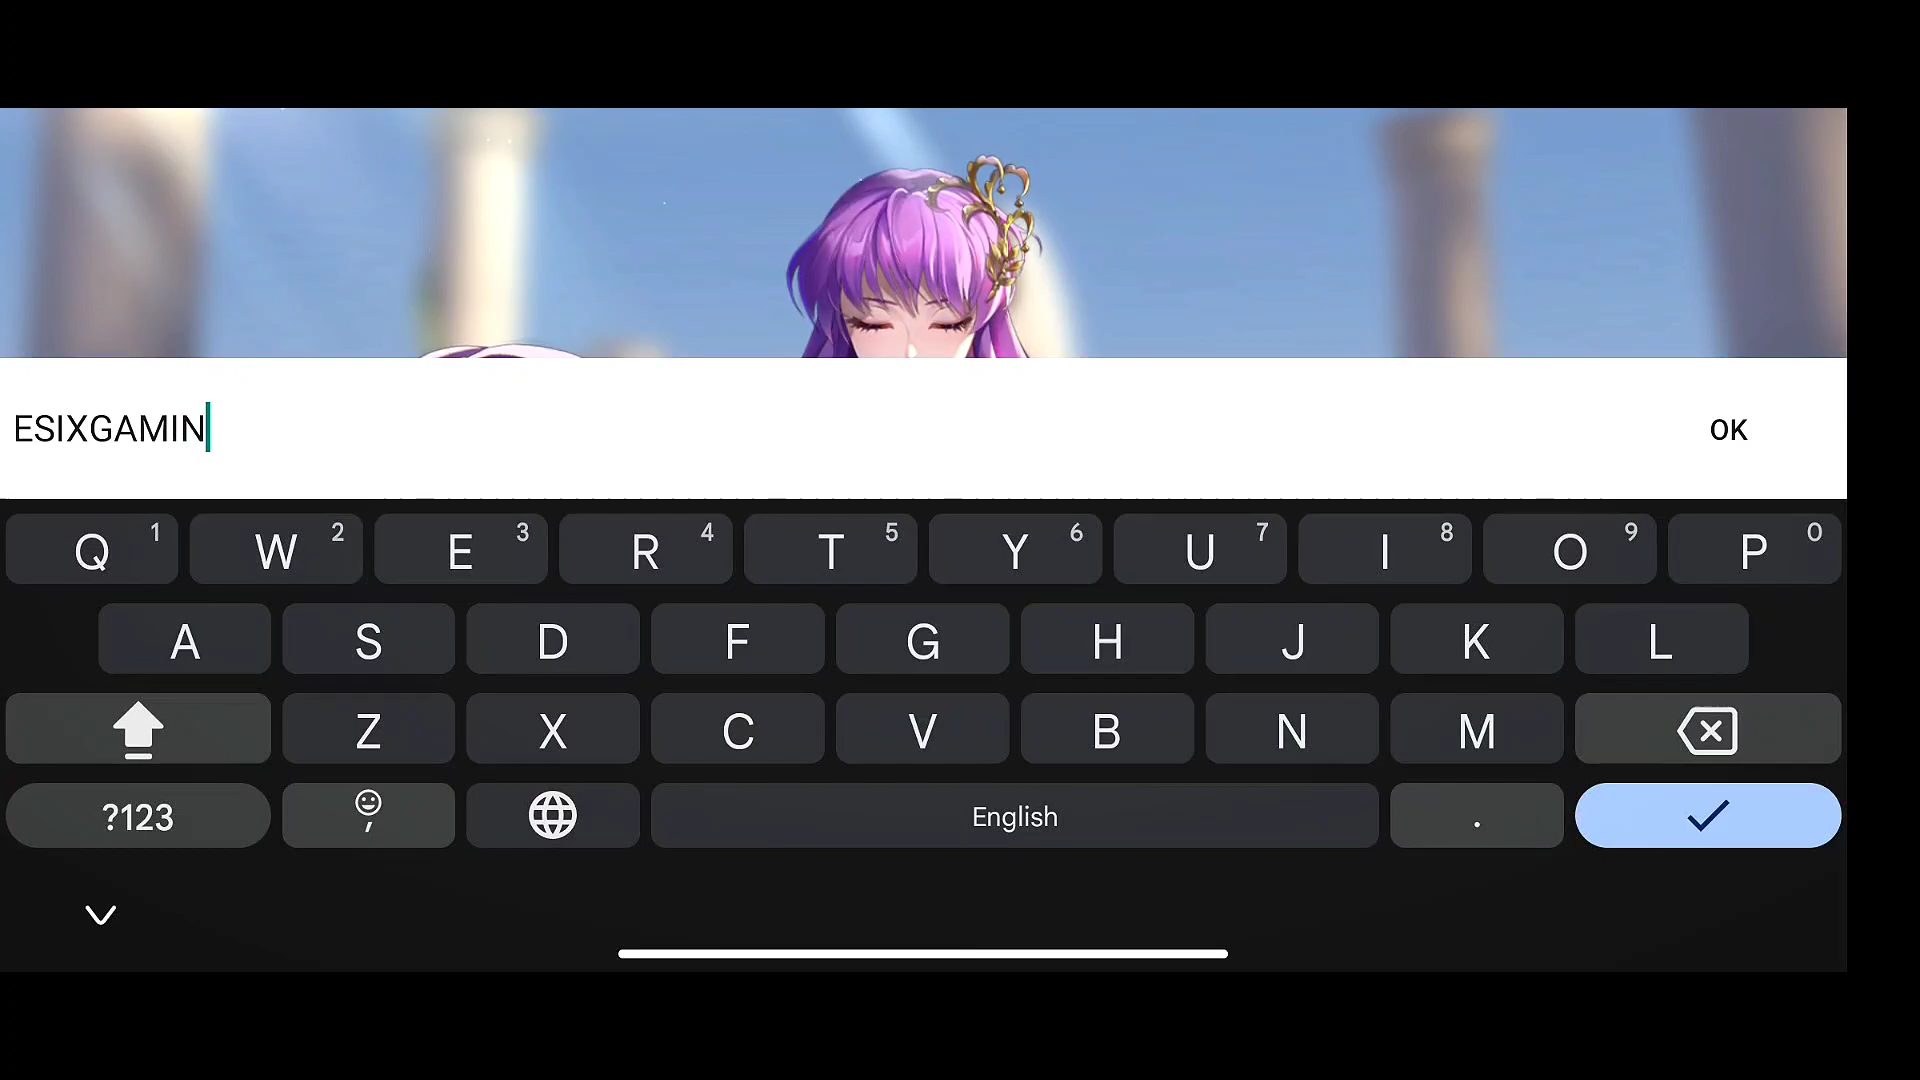 ESIXGAMIN
OK
Q 1 W 2 E 3 R 4 T 5 Y 6 U 7 I 8 O 9 P 0
A S D F G H J K L
Z X C V B N M
?123 , English .